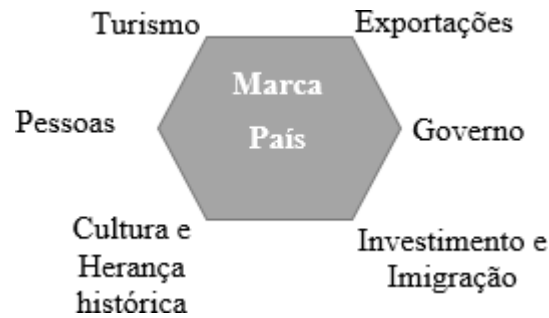 Turismo
Exportações
Marca
País
Pessoas
Governo
Cultura e
Herança
histórica
Investimento e
Imigração